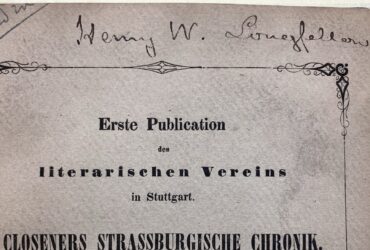 Henry W. Longfellow
Erste Publication
des
literarischen Vereins
in Stuttgart.
CLOSENERS STRASSBURGISCHE CHRONIK.